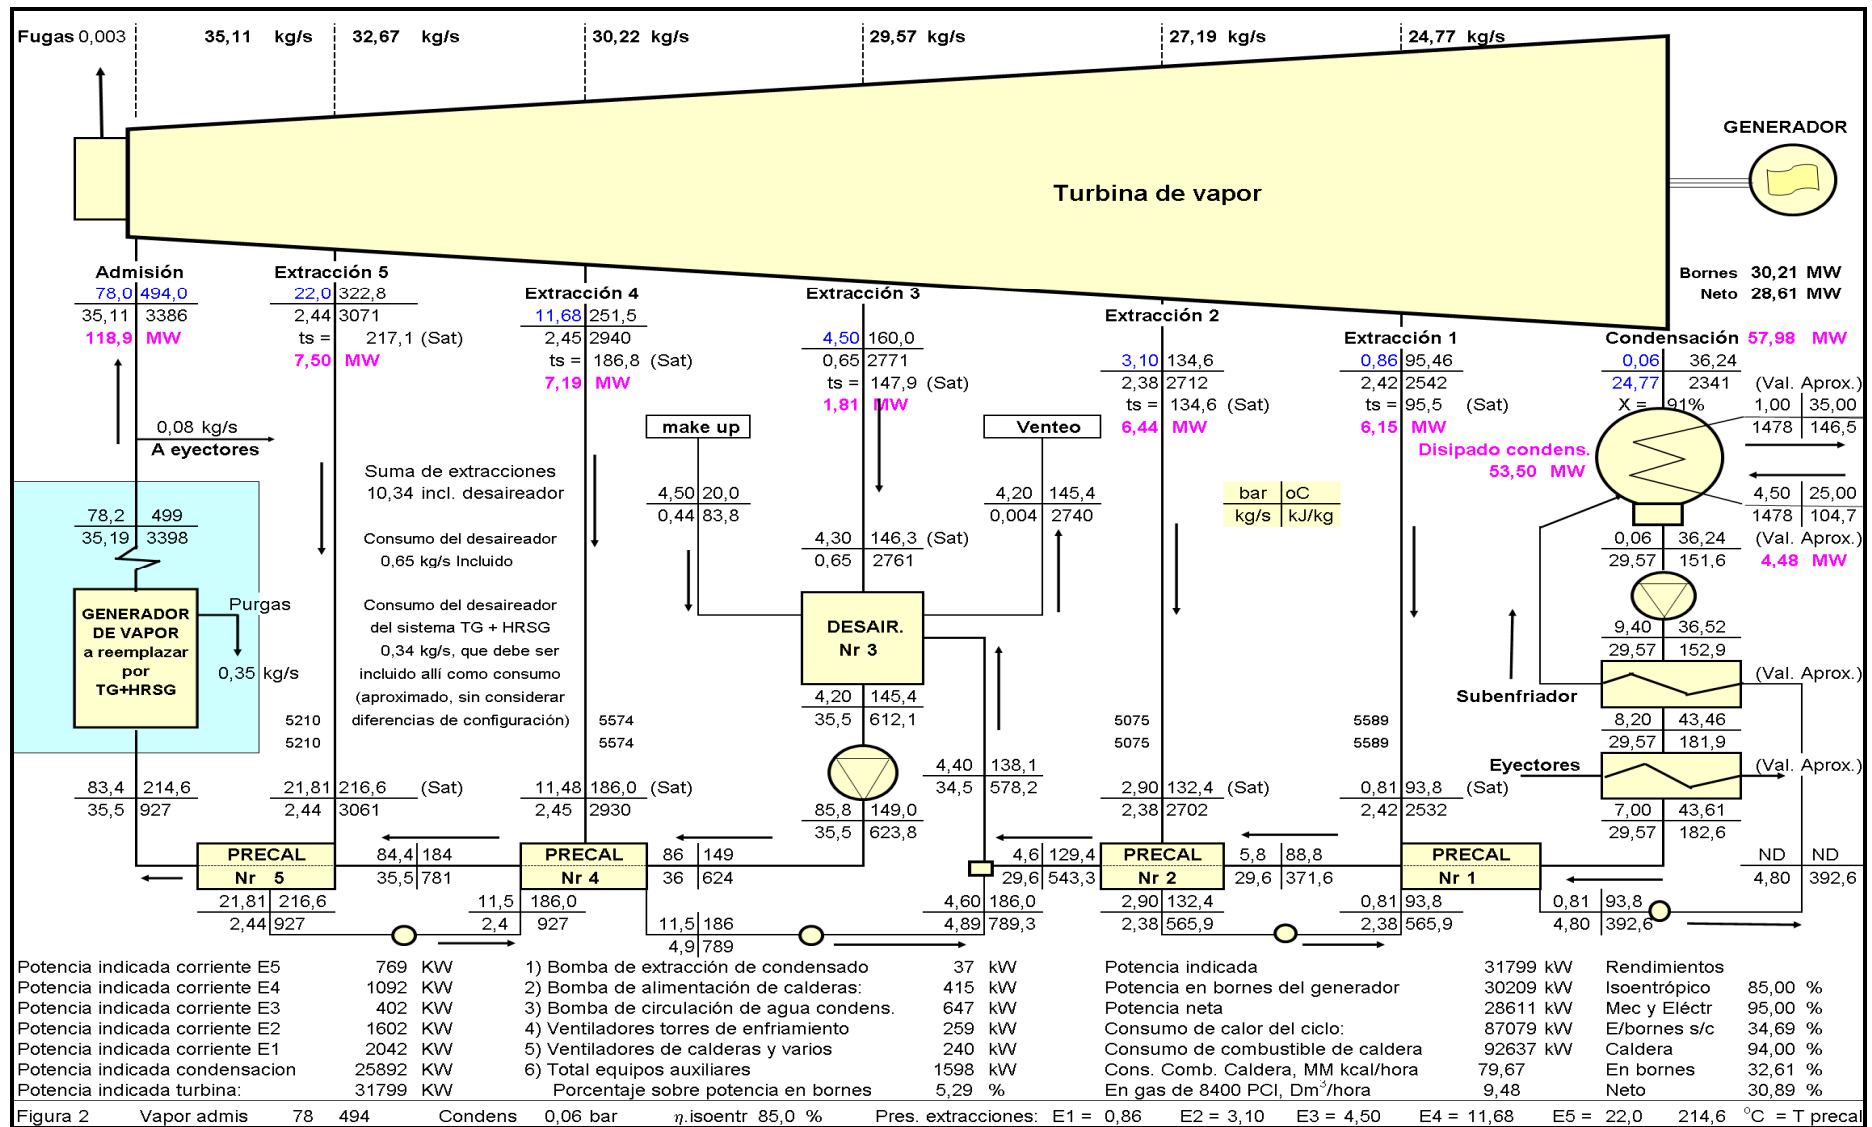 Fugas 0,003 35,11 kg/s 32,67 kg/s 30,22 kg/s 29,57 kg/s 27,19 kg/s 24,77 kg/s
GENERADOR
Turbina de vapor
Bornes 30,21 MW
Neto 28,61 MW
Admisión
78,0 494,0
35,11 3386
118,9 MW
Extracción 5
22,0 322,8
2,44 3071
ts = 217,1 (Sat)
7,50 MW
Extracción 4
11,68 251,5
2,45 2940
ts = 186,8 (Sat)
7,19 MW
Extracción 3
4,50 160,0
0,65 2771
ts = 147,9 (Sat)
1,81 MW
Extracción 2
3,10 134,6
2,38 2712
ts = 134,6 (Sat)
6,44 MW
Extracción 1
0,86 95,46
2,42 2542
ts = 95,5 (Sat)
6,15 MW
Condensación 57,98 MW
0,06 36,24
24,77 2341
X = 91%
(Val. Aprox.)
1,00 35,00
1478 146,5
Disipado condens.
53,50 MW
4,50 25,00
1478 104,7
(Val. Aprox.)
4,48 MW
0,08 kg/s
A eyectores
78,2 499
35,19 3398
GENERADOR
DE VAPOR
a reemplazar
por
TG+HRSG
Purgas
0,35 kg/s
Suma de extracciones
10,34 incl. desaireador
Consumo del desaireador
0,65 kg/s Incluido
Consumo del desaireador
del sistema TG + HRSG
0,34 kg/s, que debe ser
incluido allí como consumo
(aproximado, sin considerar
diferencias de configuración)
make up
4,50 20,0
0,44 83,8
Venteo
4,20 145,4
0,004 2740
bar oC
kg/s kJ/kg
4,30 146,3 (Sat)
0,65 2761
DESAIR.
Nr 3
4,20 145,4
35,5 612,1
0,06 36,24
29,57 151,6
9,40 36,52
29,57 152,9
(Val. Aprox.)
Subenfriador
8,20 43,46
29,57 181,9
Eyectores
(Val. Aprox.)
7,00 43,61
29,57 182,6
5210
5210
5574
5574
5075
5075
5589
5589
83,4 214,6
35,5 927
21,81 216,6 (Sat)
2,44 3061
11,48 186,0 (Sat)
2,45 2930
85,8 149,0
35,5 623,8
4,40 138,1
34,5 578,2
2,90 132,4 (Sat)
2,38 2702
0,81 93,8 (Sat)
2,42 2532
PRECAL
Nr 5
84,4 184
35,5 781
PRECAL
Nr 4
86 149
36 624
4,6 129,4
29,6 543,3
PRECAL
Nr 2
5,8 88,8
29,6 371,6
PRECAL
Nr 1
ND ND
4,80 392,6
21,81 216,6
2,44 927
11,5 186,0
2,4 927
11,5 186
4,9 789
4,60 186,0
4,89 789,3
2,90 132,4
2,38 565,9
0,81 93,8
2,38 565,9
0,81 93,8
4,80 392,6
Potencia indicada corriente E5 769 KW
Potencia indicada corriente E4 1092 KW
Potencia indicada corriente E3 402 KW
Potencia indicada corriente E2 1602 KW
Potencia indicada corriente E1 2042 KW
Potencia indicada condensacion 25892 KW
Potencia indicada turbina: 31799 KW
1) Bomba de extracción de condensado 37 kW
2) Bomba de alimentación de calderas: 415 kW
3) Bomba de circulación de agua condens. 647 kW
4) Ventiladores torres de enfriamiento 259 kW
5) Ventiladores de calderas y varios 240 kW
6) Total equipos auxiliares 1598 kW
Porcentaje sobre potencia en bornes 5,29 %
Potencia indicada 31799 kW
Potencia en bornes del generador 30209 kW
Potencia neta 28611 kW
Consumo de calor del ciclo: 87079 kW
Consumo de combustible de caldera 92637 kW
Cons. Comb. Caldera, MM kcal/hora 79,67
En gas de 8400 PCI, Dm³/hora 9,48
Rendimientos
Isoentrópico 85,00 %
Mec y Eléctr 95,00 %
E/bornes s/c 34,69 %
Caldera 94,00 %
En bornes 32,61 %
Neto 30,89 %
Figura 2 Vapor admis 78 494 Condens 0,06 bar η.isoentr 85,0 % Pres. extracciones: E1 = 0,86 E2 = 3,10 E3 = 4,50 E4 = 11,68 E5 = 22,0 214,6 °C = T precal